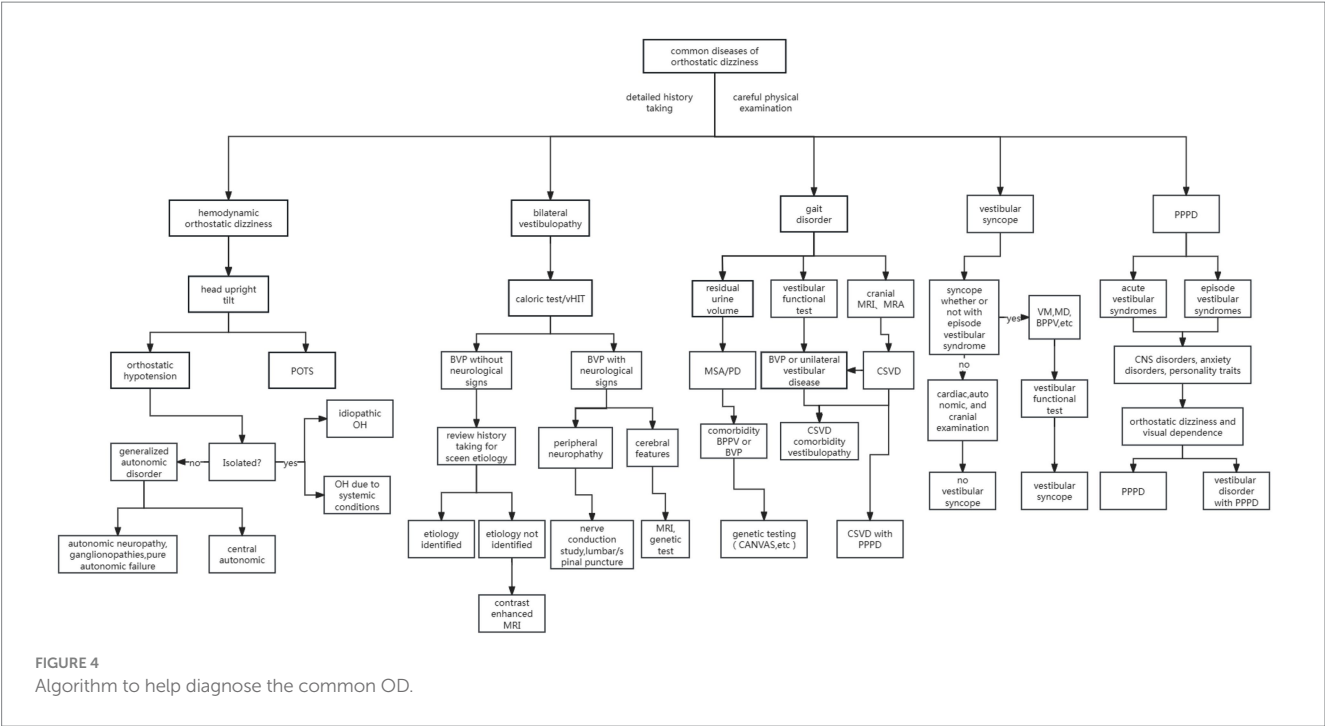 common diseases of
orthostatic dizziness
detailed history
taking
careful physical
examination
hemodynamic
orthostatic dizziness
bilateral
vestibulopathy
gait
disorder
vestibular
syncope
PPPD
head upright
tilt
caloric test/vHIT
residual
urine
volume
vestibular
functional
test
cranial
MRI、MRA
syncope
whether or
not with
episode
vestibular
syndrome
yes
VM,MD,
BPPV,etc
acute
vestibular
syndromes
episode
vestibular
syndromes
orthostatic
hypotension
POTS
BVP wtihout
neurological
signs
BVP with
neurological
signs
MSA/PD
BVP or unilateral
vestibular
disease
CSVD
no
CNS disorders, anxiety
disorders, personality traits
cardiac,auto
nomic, and
cranial
examination
vestibular
functional
test
idiopathic
OH
review history
taking for
sceen etiology
peripheral
neurophathy
cerebral
features
comorbidity
BPPV or
BVP
CSVD
comorbidity
vestibulopathy
orthostatic dizziness and
visual dependence
generalized
autonomic
disorder
no
Isolated?
yes
OH due to
systemic
conditions
no
vestibular
syncope
vestibular
syncope
PPPD
vestibular
disorder
with PPPD
autonomic neuropathy,
ganglionopathies,pure
autonomic failure
central
autonomic
etiology
identified
etiology not
identified
nerve
conduction
study,lumbar/s
pinal puncture
MRI,
genetic
test
genetic testing
（CANVAS,etc）
CSVD with
PPPD
contrast
enhanced
MRI
FIGURE 4
Algorithm to help diagnose the common OD.